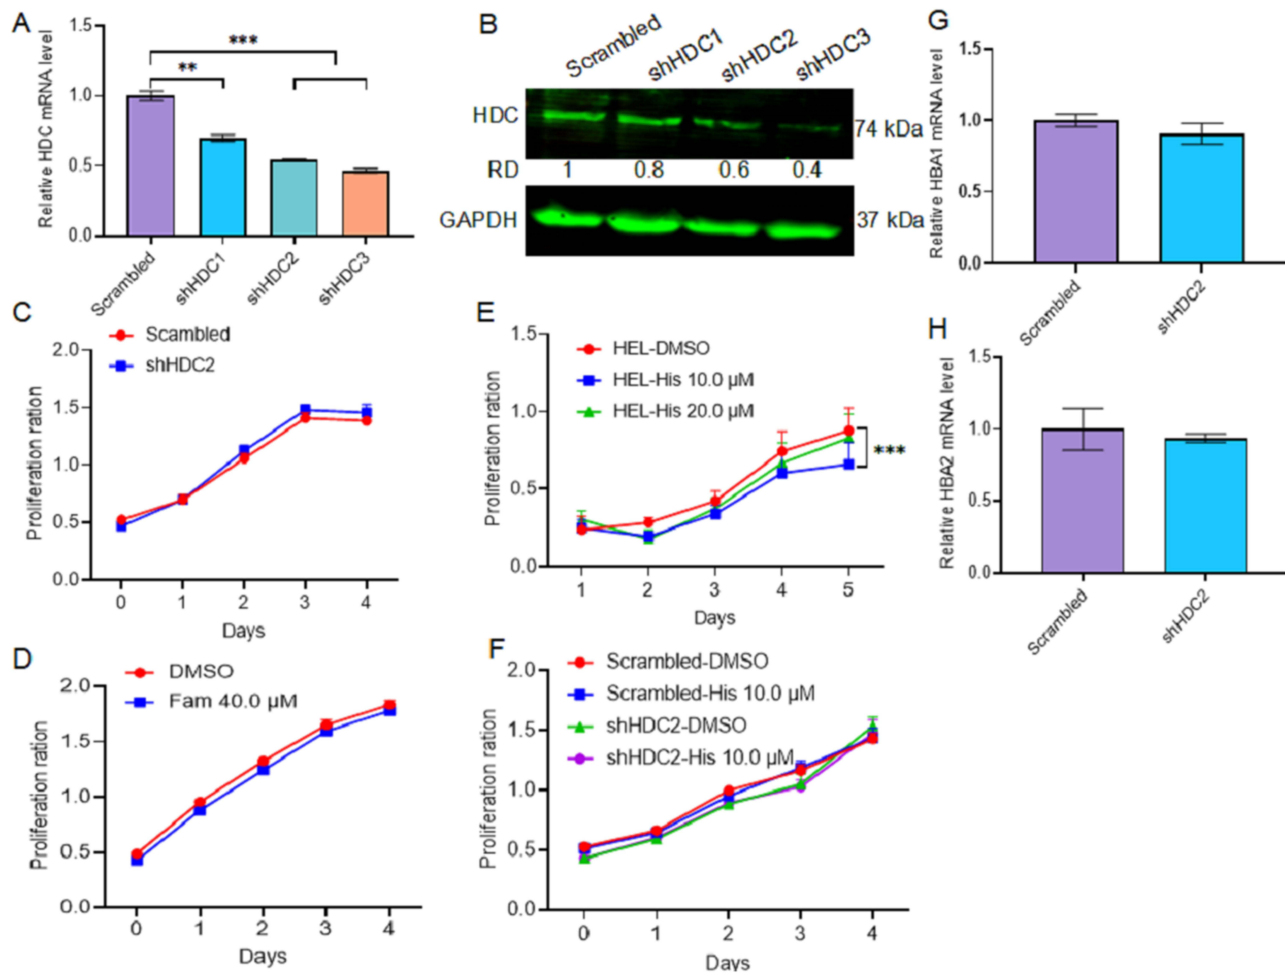 A
Relative HDC mRNA level
1.5
1.0
0.5
0.5
***
**
Scrambled
shHDC1
shHDC2
shHDC3
B
Scrambled
shHDC1
shHDC2
shHDC3
HDC
74 kDa
RD 1 0.8 0.6 0.4
GAPDH
37 kDa
G
Relative HBA1 mRNA level
1.5
1.0
0.5
0.0
Scrambled
shHDC2
C
Scambled
shHDC2
Proliferation ration
2.0
1.5
1.0
0.5
0.0
0 1 2 3 4
Days
E
HEL-DMSO
HEL-His 10.0 µM
HEL-His 20.0 µM
Proliferation ration
1.5
1.0
0.5
0.0
***
1 2 3 4 5
Days
H
Relative HBA2 mRNA level
1.5
1.0
0.5
0.0
Scrambled
shHDC2
D
DMSO
Fam 40.0 µM
Proliferation ration
2.0
1.5
1.0
0.5
0.0
0 1 2 3 4
Days
F
Scrambled-DMSO
Scrambled-His 10.0 µM
shHDC2-DMSO
shHDC2-His 10.0 µM
Proliferation ration
2.0
1.5
1.0
0.5
0.0
0 1 2 3 4
Days